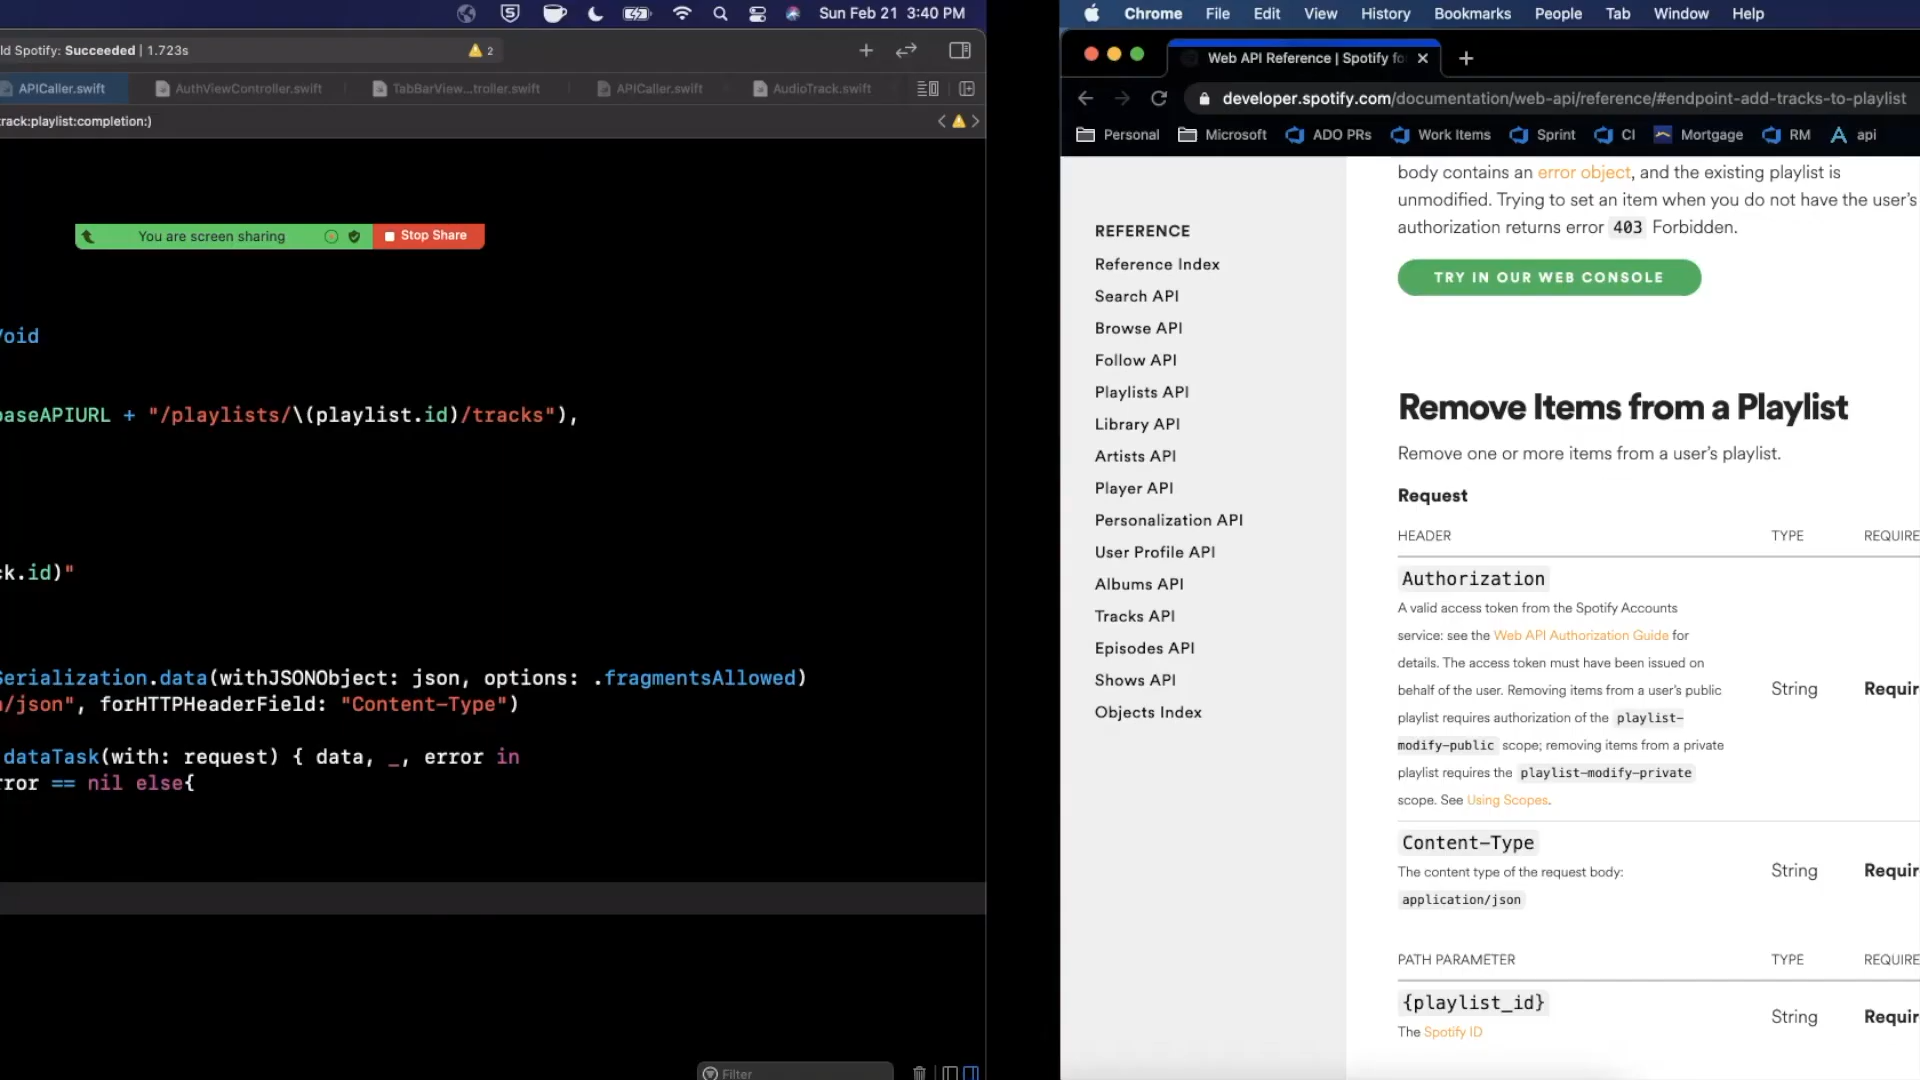 Sun Feb 21 3:40 PM
ld Spotify: Succeeded | 1.723s
2
APICaller.swift
AuthViewController.swift
TabBarView...troller.swift
APICaller.swift
AudioTrack.swift
rack:playlist:completion:)
You are screen sharing
Stop Share
Void
baseAPIURL + "/playlists/\(playlist.id)/tracks"),
ck.id)"
Serialization.data(withJSONObject: json, options: .fragmentsAllowed)
n/json", forHTTPHeaderField: "Content-Type")
dataTask(with: request) { data, _, error in
rror == nil else{
Filter
Chrome File Edit View History Bookmarks People Tab Window Help
Web API Reference | Spotify fo
developer.spotify.com/documentation/web-api/reference/#endpoint-add-tracks-to-playlist
Personal Microsoft ADO PRs Work Items Sprint CI Mortgage RM api
REFERENCE
Reference Index
Search API
Browse API
Follow API
Playlists API
Library API
Artists API
Player API
Personalization API
User Profile API
Albums API
Tracks API
Episodes API
Shows API
Objects Index
body contains an error object, and the existing playlist is
unmodified. Trying to set an item when you do not have the user's
authorization returns error 403 Forbidden.
TRY IN OUR WEB CONSOLE
Remove Items from a Playlist
Remove one or more items from a user's playlist.
Request
HEADER TYPE REQUIRE
Authorization
A valid access token from the Spotify Accounts
service: see the Web API Authorization Guide for
details. The access token must have been issued on
behalf of the user. Removing items from a user's public
playlist requires authorization of the playlist-
modify-public scope; removing items from a private
playlist requires the playlist-modify-private
scope. See Using Scopes.
String Requir
Content-Type
The content type of the request body:
application/json
String Requir
PATH PARAMETER TYPE REQUIRE
{playlist_id}
The Spotify ID
String Requir